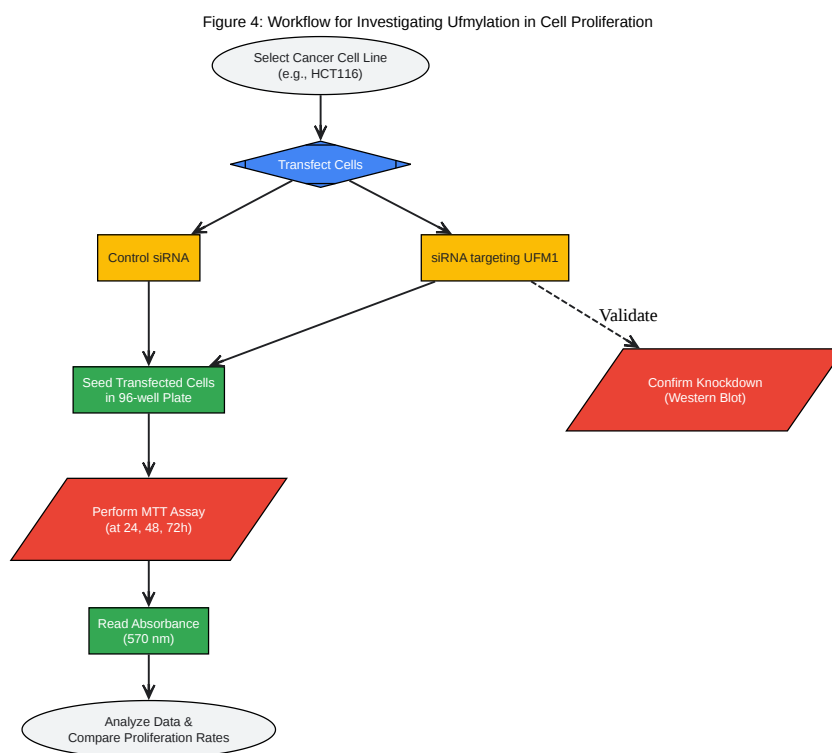 Figure 4: Workflow for Investigating Ufmylation in Cell Proliferation
Select Cancer Cell Line
(e.g., HCT116)
Transfect Cells
Control siRNA
siRNA targeting UFM1
Validate
Seed Transfected Cells
in 96-well Plate
Confirm Knockdown
(Western Blot)
Perform MTT Assay
(at 24, 48, 72h)
Read Absorbance
(570 nm)
Analyze Data &
Compare Proliferation Rates